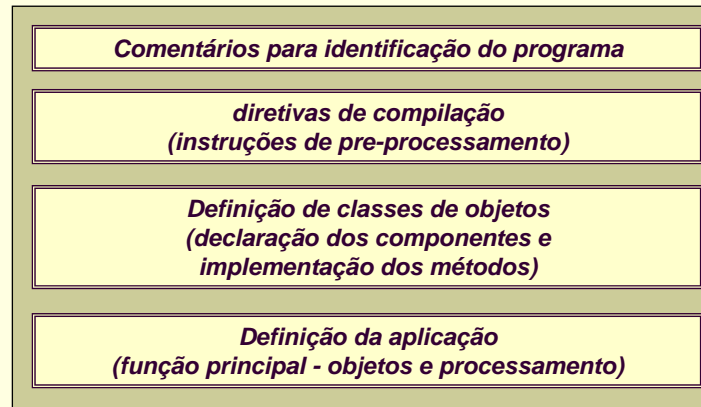 Comentários para identificação do programa
diretivas de compilação
(instruções de pre-processamento)
Definição de classes de objetos
(declaração dos componentes e
implementação dos métodos)
Definição da aplicação
(função principal - objetos e processamento)